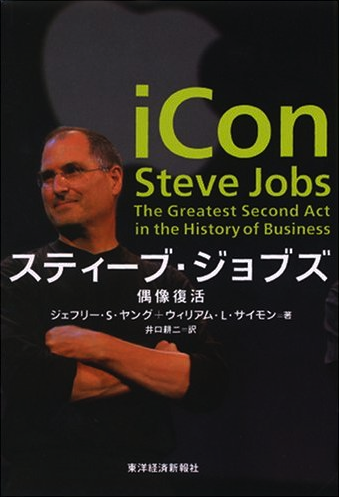 iCon
Steve Jobs
The Greatest Second Act
in the History of Business
スティーブ・ジョブズ
偶像復活
ジェフリー・S・ヤング+ウィリアム・L・サイモン=著
井口耕二=訳
東洋経済新報社